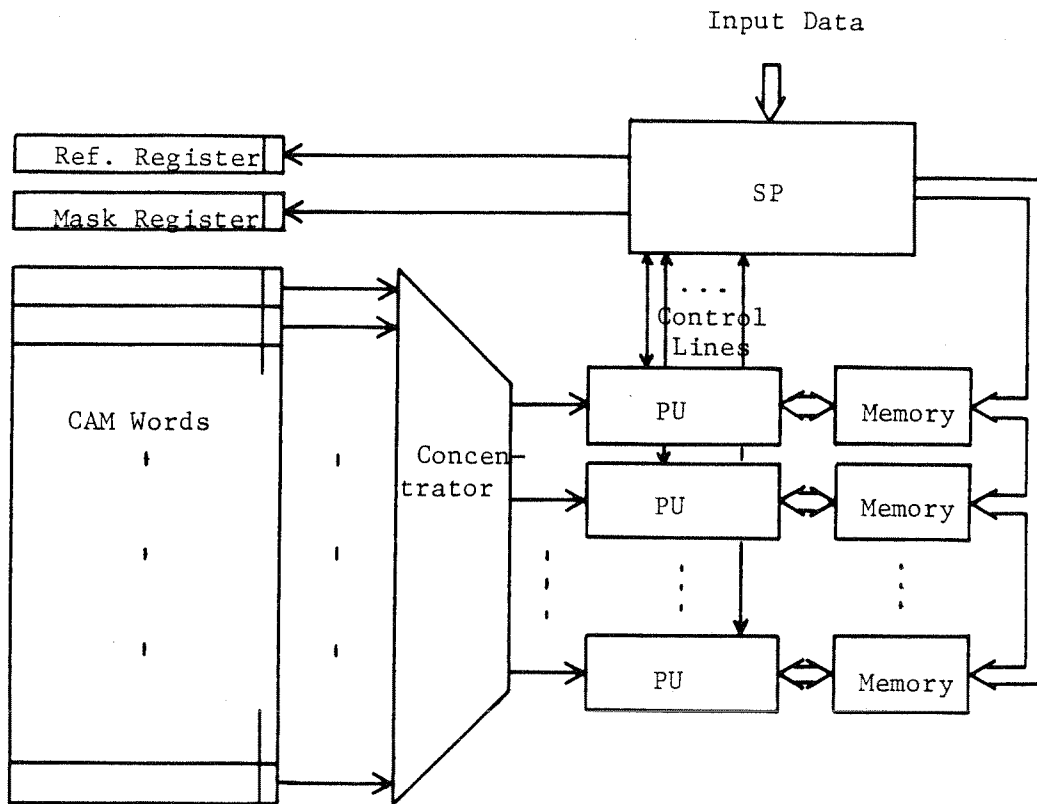 Input Data
Ref. Register
SP
Mask Register
. . .
Control
Lines
CAM Words
Concen-
trator
PU
Memory
PU
Memory
PU
Memory